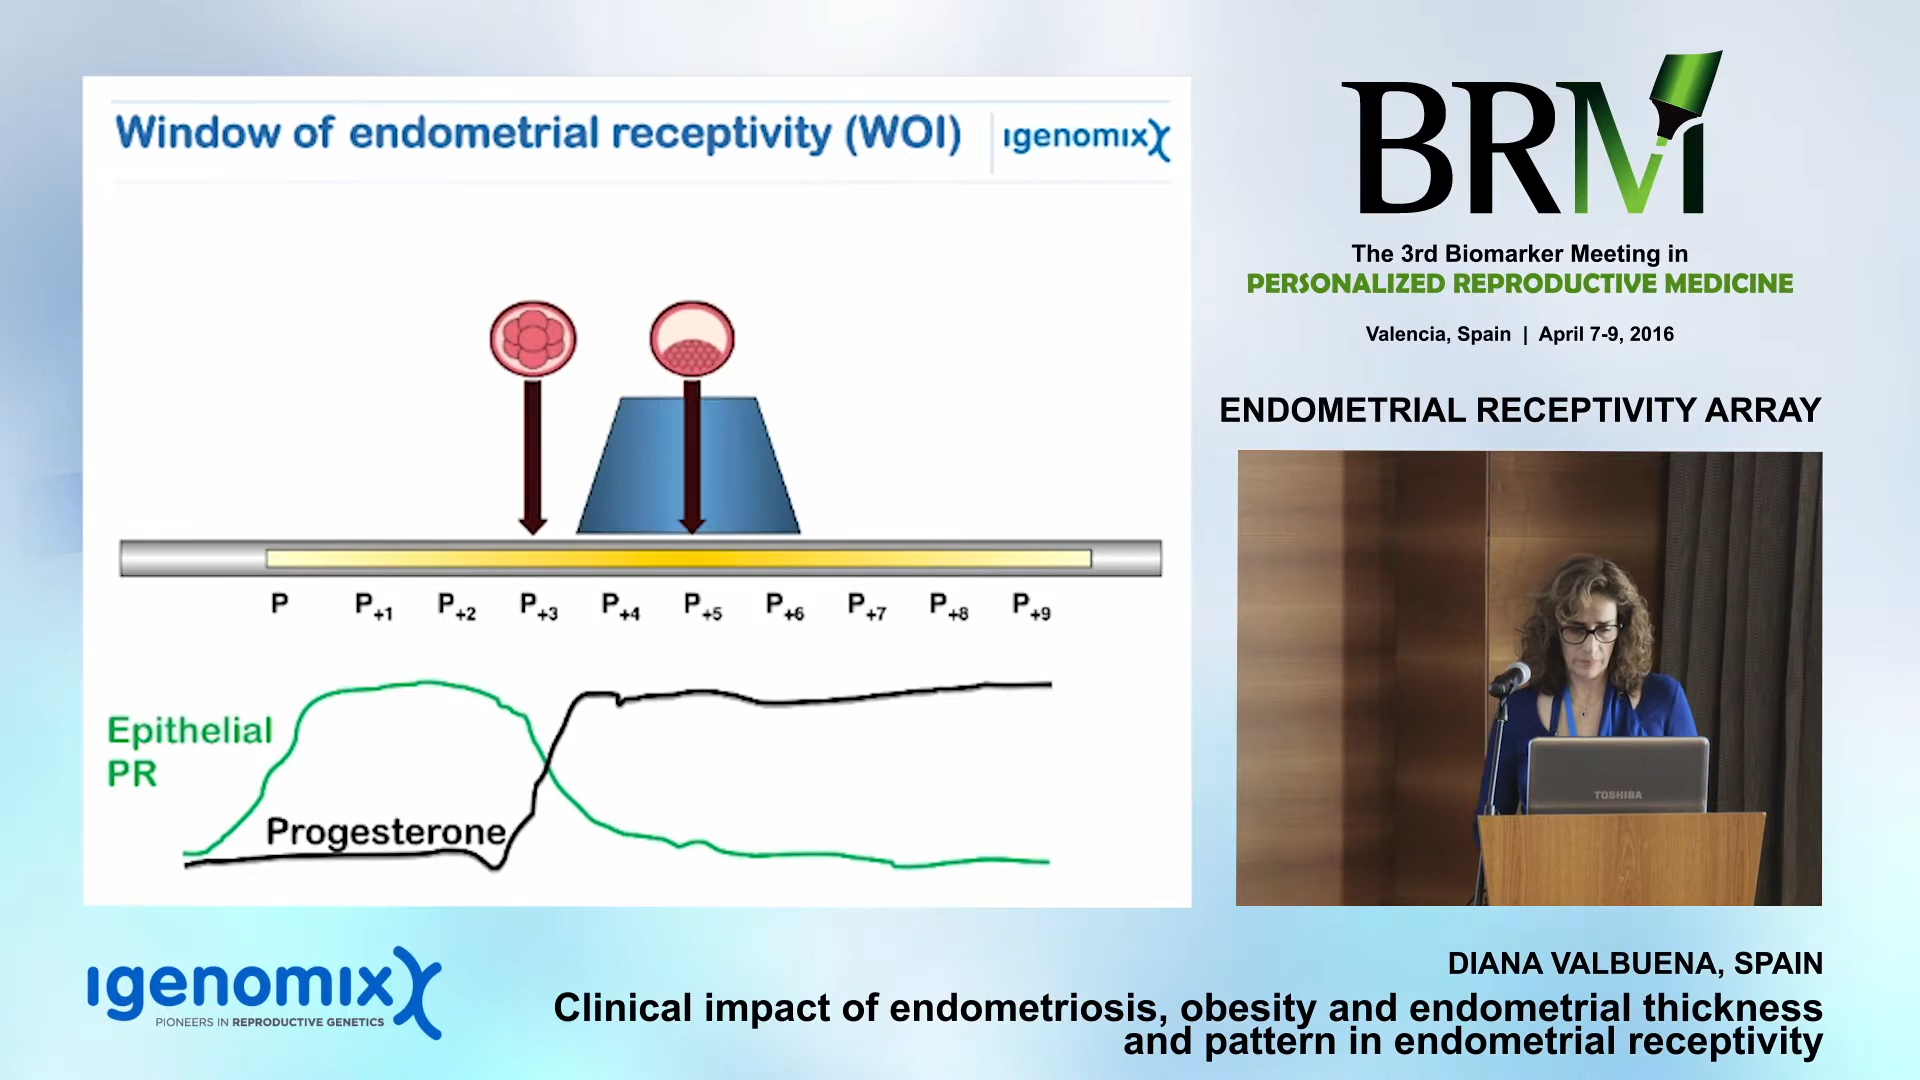 Window of endometrial receptivity (WOI)
igenomix
P P+1 P+2 P+3 P+4 P+5 P+6 P+7 P+8 P+9
Epithelial
PR
Progesterone
BRM
The 3rd Biomarker Meeting in
PERSONALIZED REPRODUCTIVE MEDICINE
Valencia, Spain | April 7-9, 2016
ENDOMETRIAL RECEPTIVITY ARRAY
TOSHIBA
igenomix
PIONEERS IN REPRODUCTIVE GENETICS
DIANA VALBUENA, SPAIN
Clinical impact of endometriosis, obesity and endometrial thickness
and pattern in endometrial receptivity